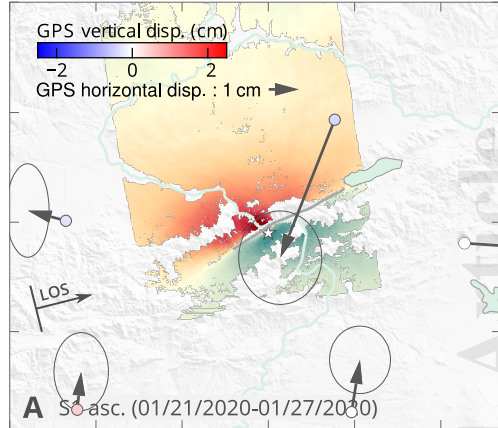 GPS vertical disp. (cm)
−2 0 2
GPS horizontal disp. : 1 cm
LOS
A S1 asc. (01/21/2020-01/27/2020)